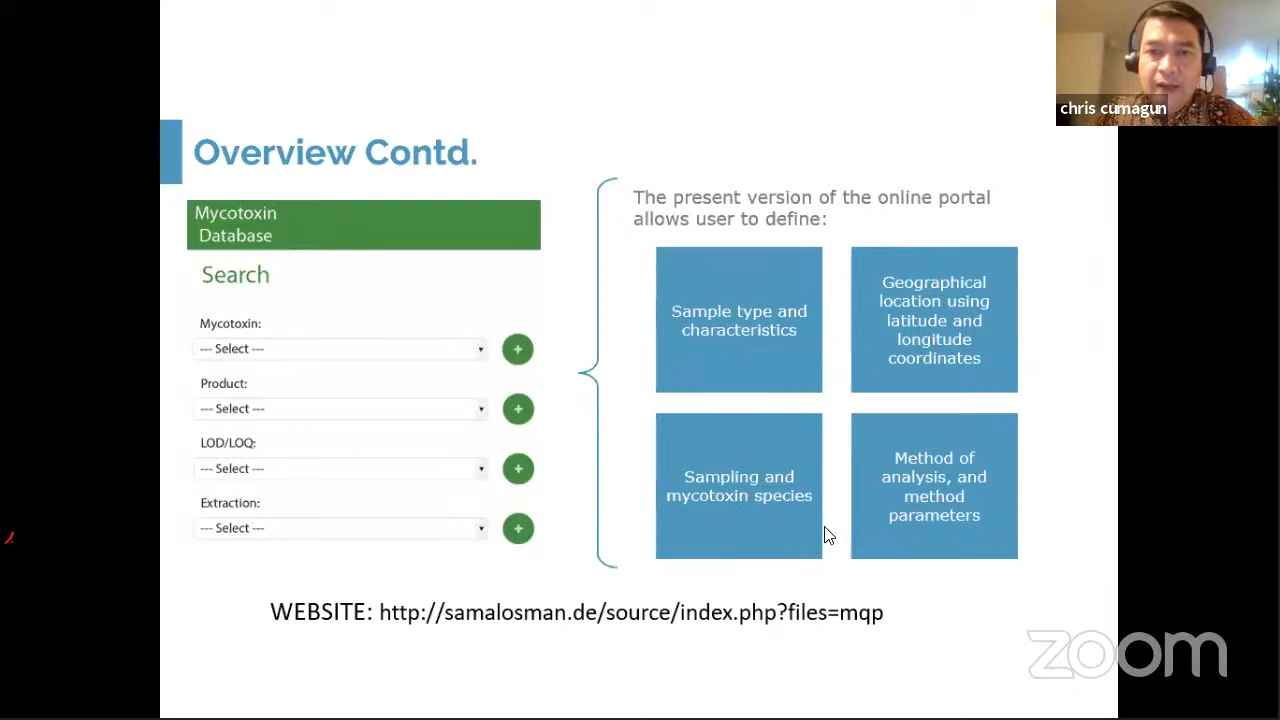 chris cumagun
Overview Contd.
Mycotoxin
Database
Search
Mycotoxin:
--- Select ---
+
Product:
--- Select ---
+
LOD/LOQ:
--- Select ---
+
Extraction:
--- Select ---
+
The present version of the online portal
allows user to define:
Sample type and
characteristics
Geographical
location using
latitude and
longitude
coordinates
Sampling and
mycotoxin species
Method of
analysis, and
method
parameters
WEBSITE: http://samalosman.de/source/index.php?files=mqp
zoom